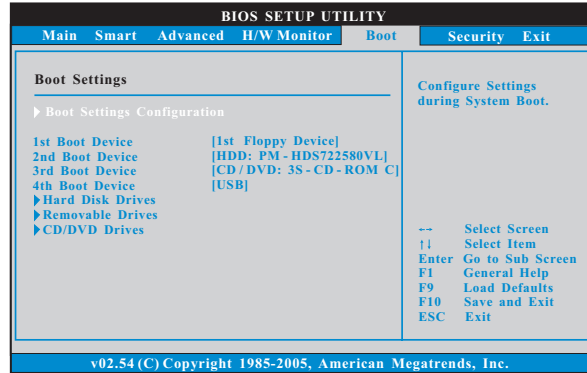 BIOS SETUP UTILITY
Main Smart Advanced H/W Monitor Boot Security Exit
Boot Settings
Boot Settings Configuration
1st Boot Device [1st Floppy Device]
2nd Boot Device [HDD: PM - HDS722580VL]
3rd Boot Device [CD / DVD: 3S - CD - ROM C]
4th Boot Device [USB]
Hard Disk Drives
Removable Drives
CD/DVD Drives
Configure Settings
during System Boot.
←→ Select Screen
↑↓ Select Item
Enter Go to Sub Screen
F1 General Help
F9 Load Defaults
F10 Save and Exit
ESC Exit
v02.54 (C) Copyright 1985-2005, American Megatrends, Inc.